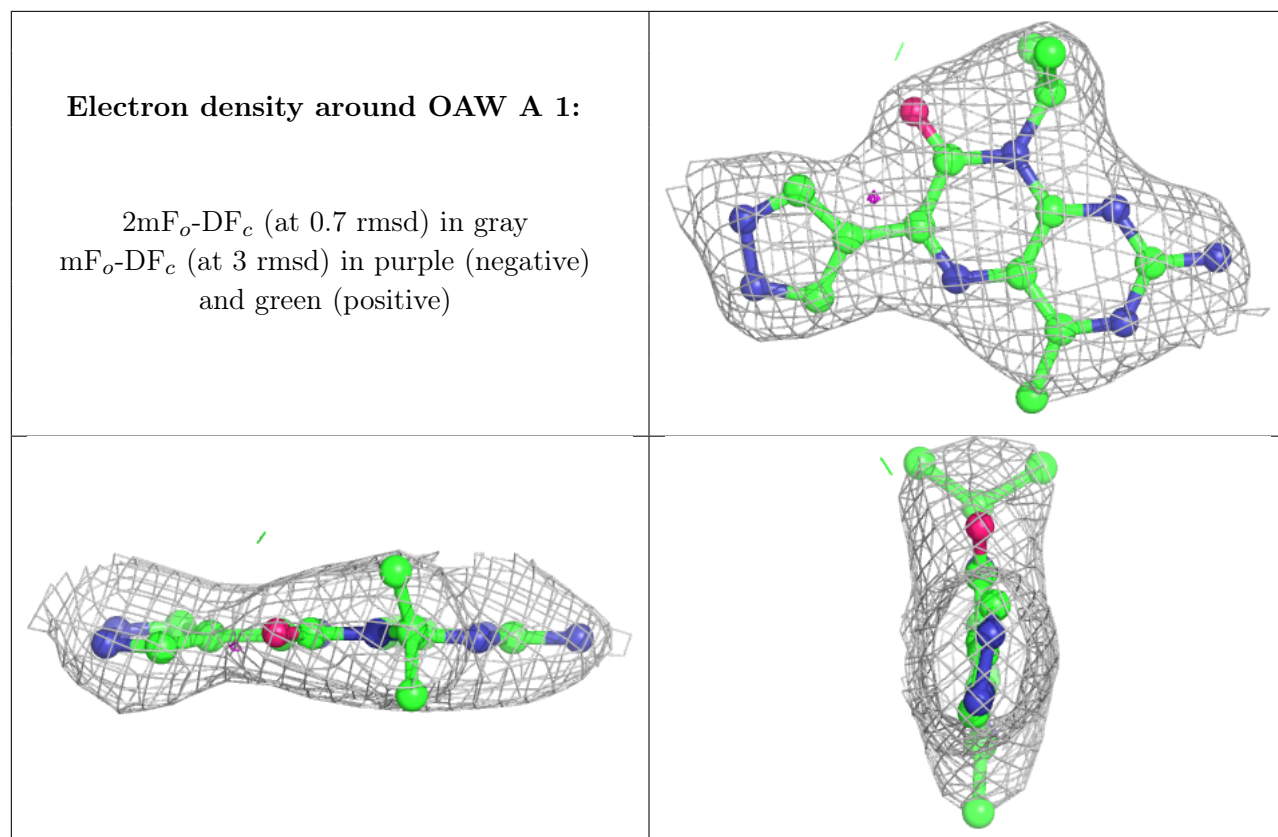 Electron density around OAW A 1:
2mFo-DFc (at 0.7 rmsd) in gray
mFo-DFc (at 3 rmsd) in purple (negative)
and green (positive)